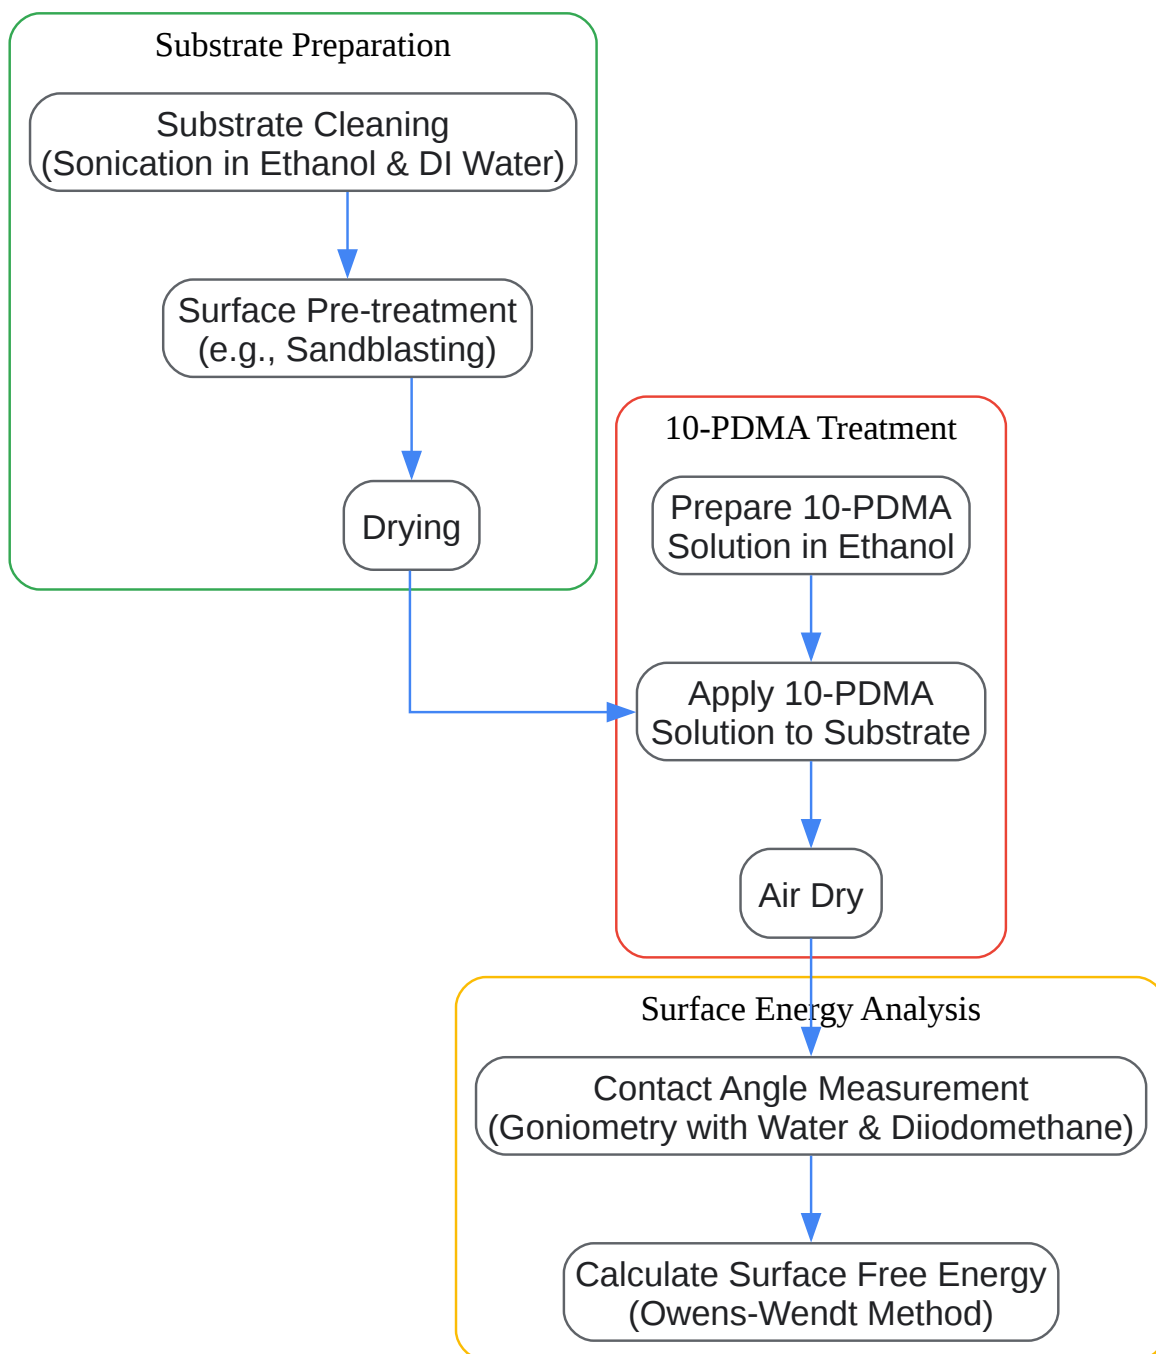 Substrate Preparation
Substrate Cleaning
(Sonication in Ethanol & DI Water)
Surface Pre-treatment
(e.g., Sandblasting)
Drying
10-PDMA Treatment
Prepare 10-PDMA
Solution in Ethanol
Apply 10-PDMA
Solution to Substrate
Air Dry
Surface Energy Analysis
Contact Angle Measurement
(Goniometry with Water & Diiodomethane)
Calculate Surface Free Energy
(Owens-Wendt Method)